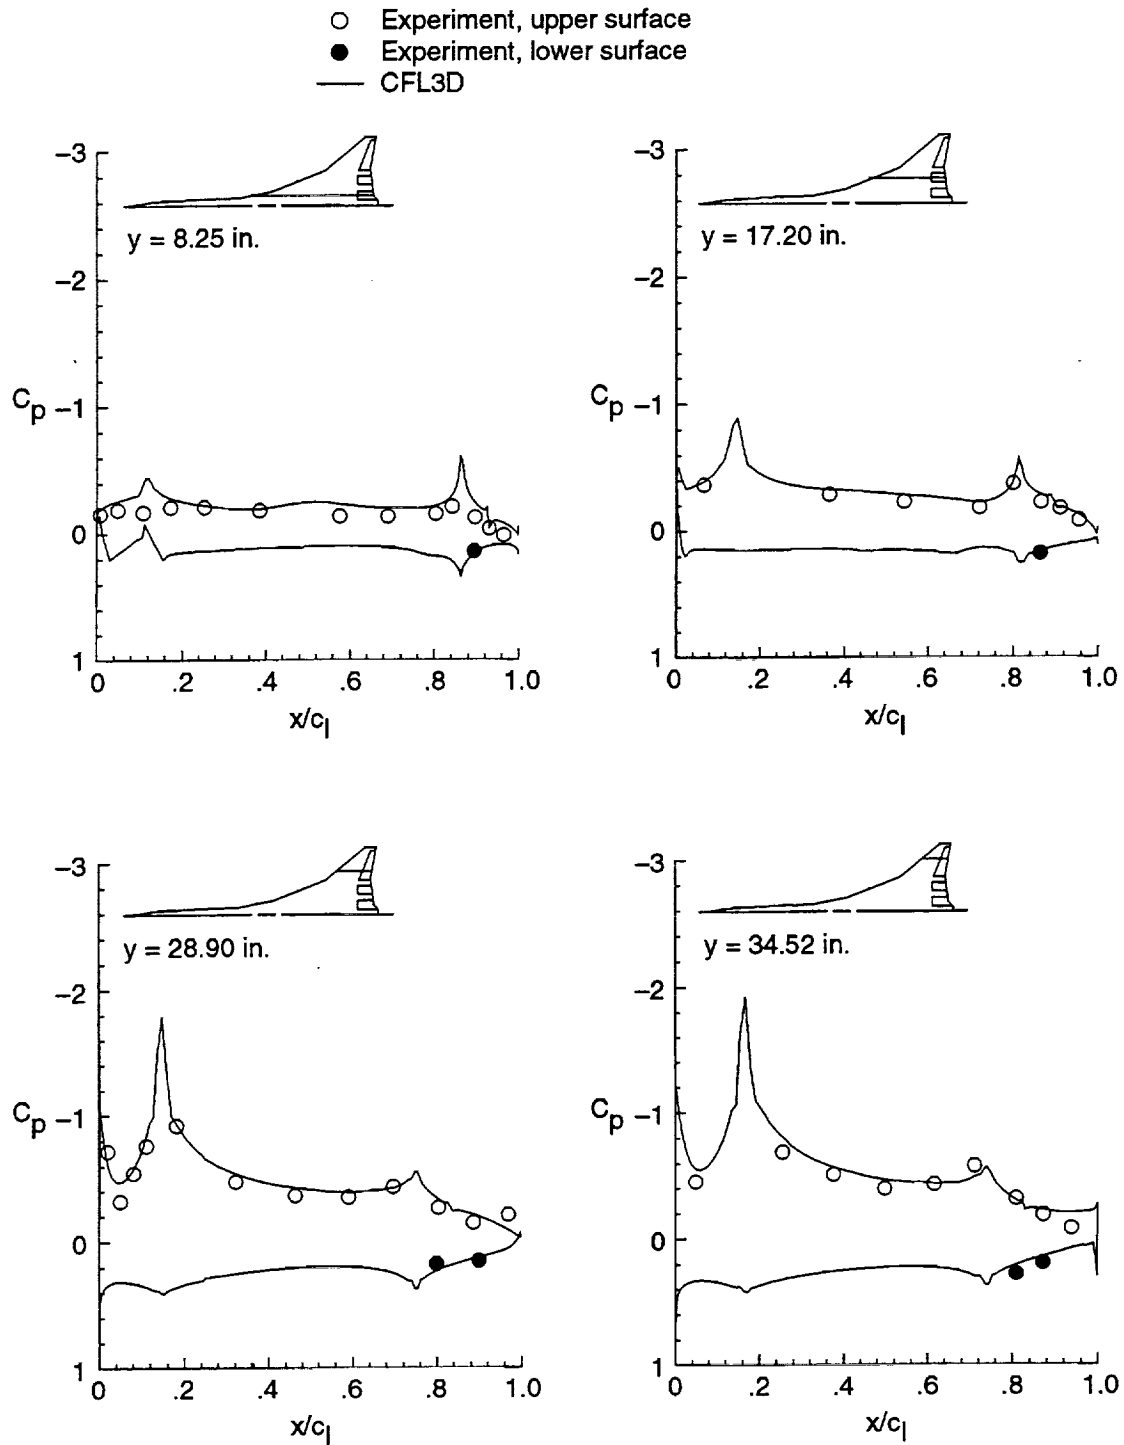 Experiment, upper surface
Experiment, lower surface
CFL3D
−3
−2
Cp −1
0
1
y = 8.25 in.
0 .2 .4 .6 .8 1.0
x/cl
−3
−2
Cp −1
0
1
y = 17.20 in.
0 .2 .4 .6 .8 1.0
x/cl
−3
−2
Cp −1
0
1
y = 28.90 in.
0 .2 .4 .6 .8 1.0
x/cl
−3
−2
Cp −1
0
1
y = 34.52 in.
0 .2 .4 .6 .8 1.0
x/cl